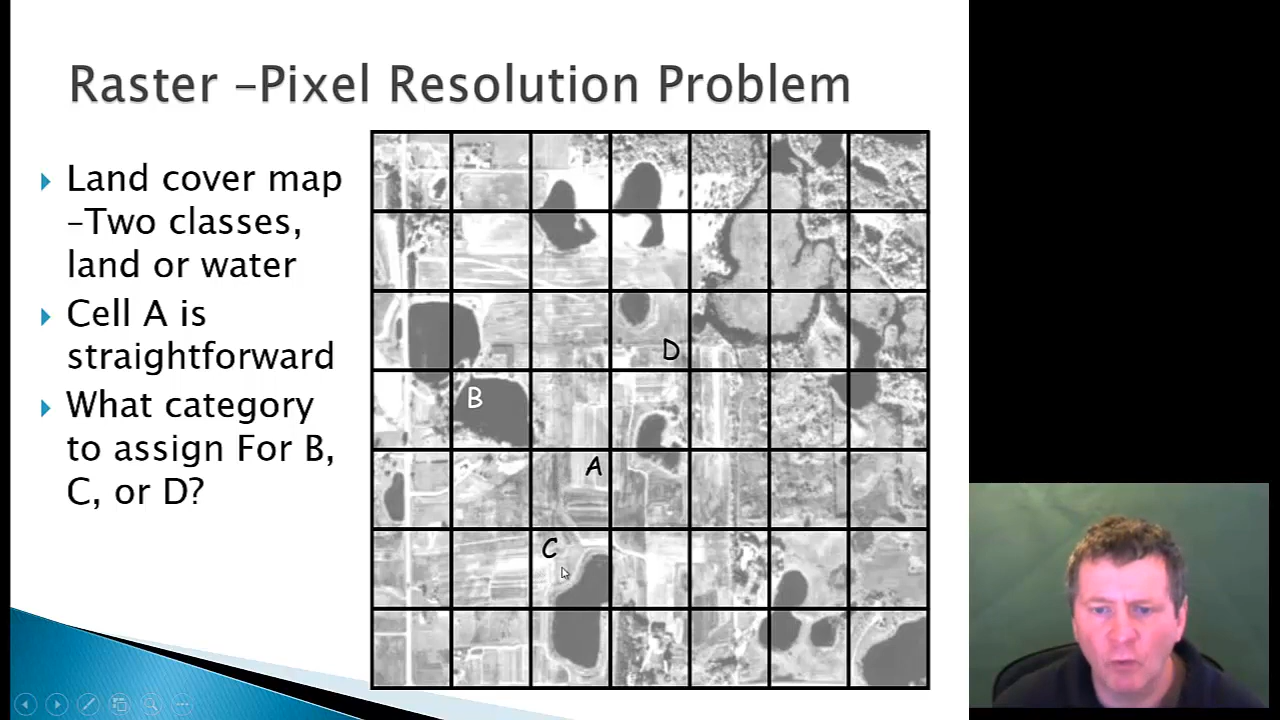 Raster –Pixel Resolution Problem
Land cover map
–Two classes,
land or water
Cell A is
straightforward
What category
to assign For B,
C, or D?
D
B
A
C